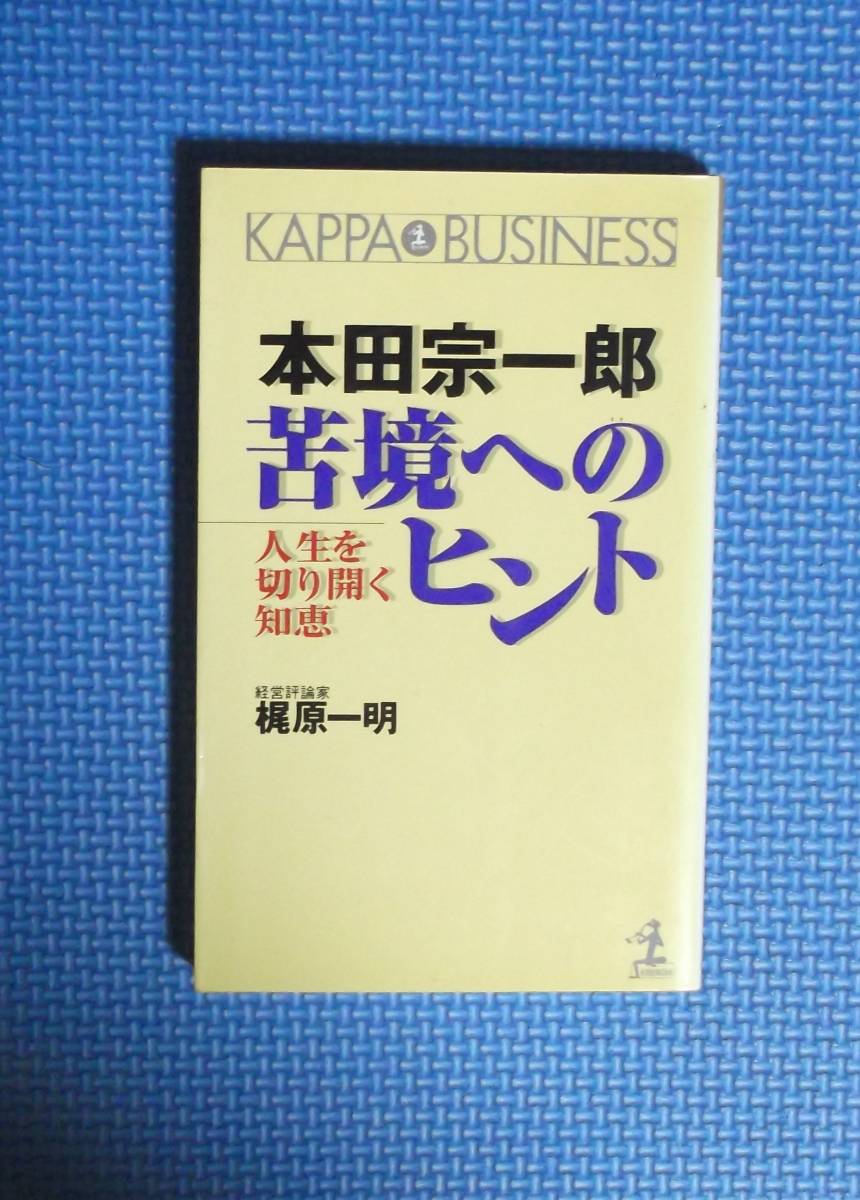 KAPPA BUSINESS
本田宗一郎
苦境への
ヒント
人生を
切り開く
知恵
経営評論家
梶原一明